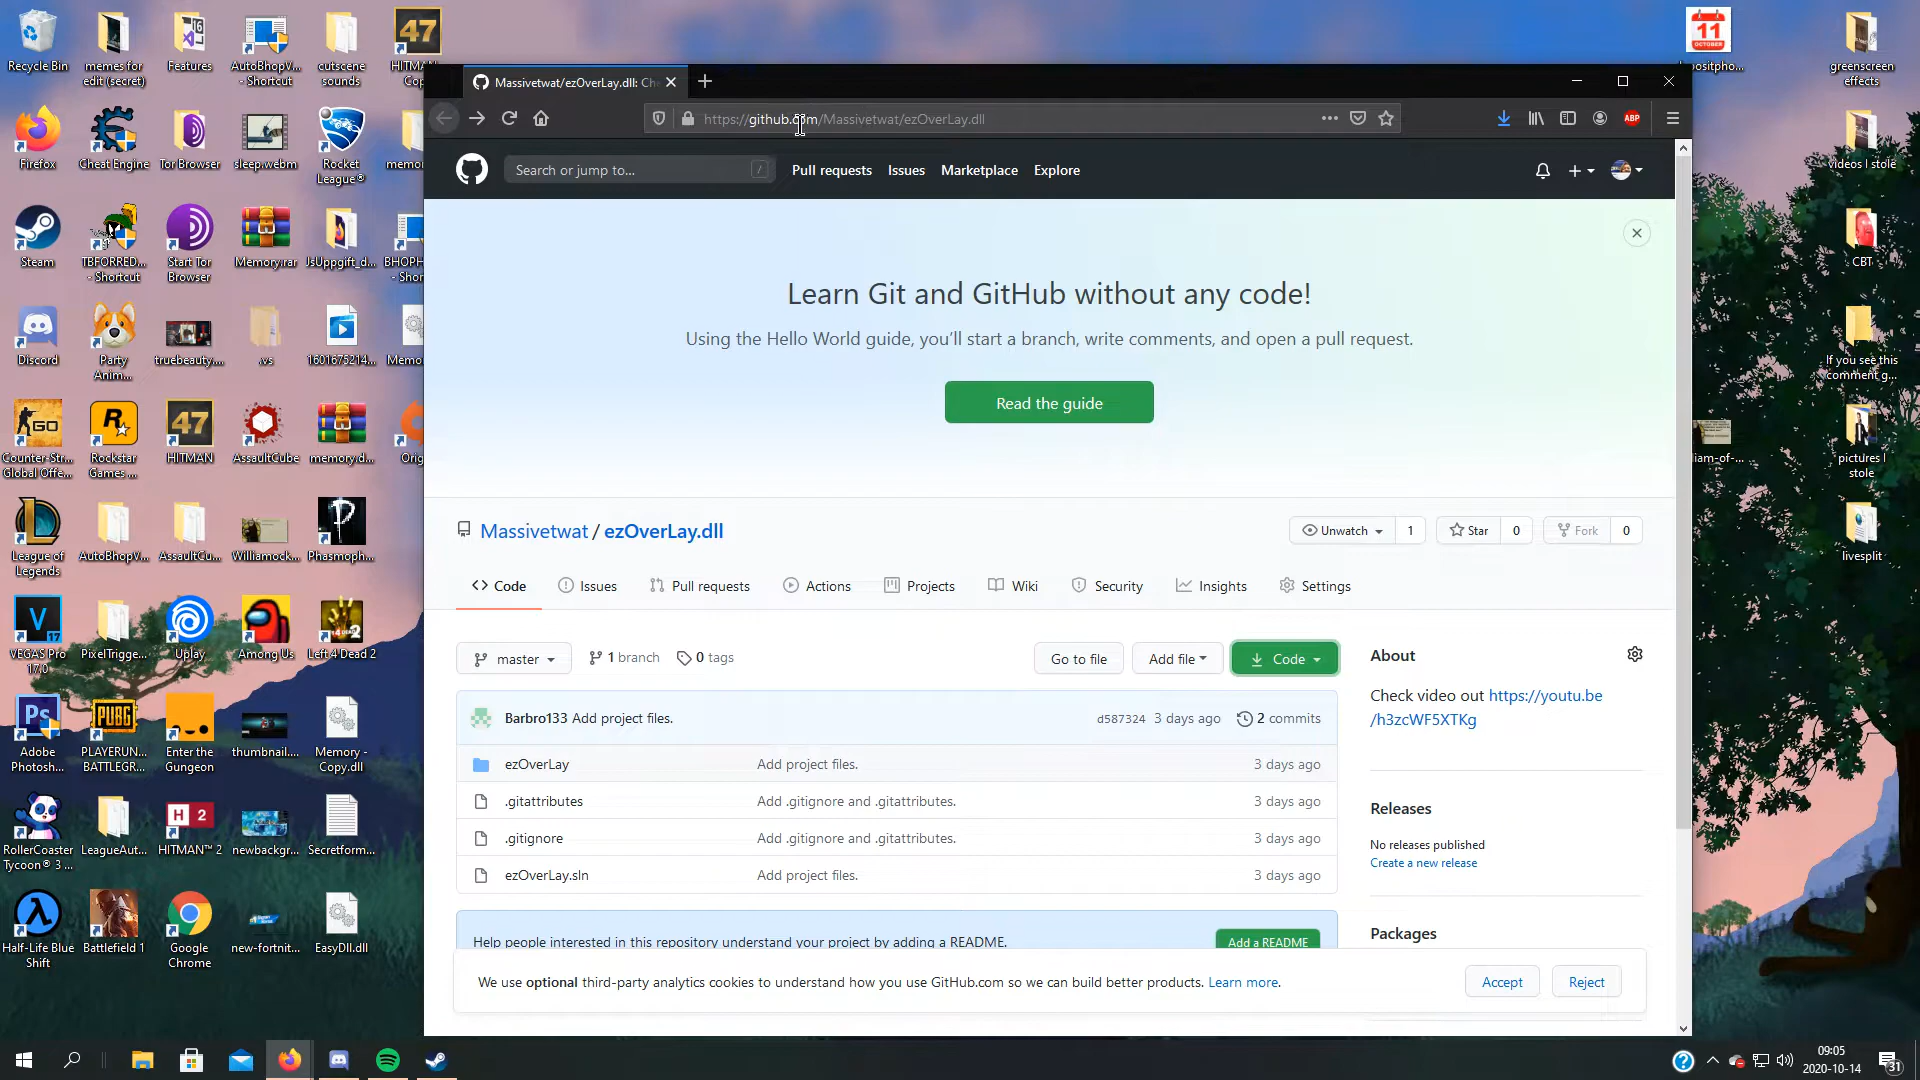 Recycle Bin
memes for
edit (secret)
Features
AutoBhopV...
- Shortcut
cutscene
sounds
47
HITMAN
Firefox
Cheat Engine
Tor Browser
sleep.webm
Rocket
League®
Steam
TBFORRED...
- Shortcut
Start Tor
Browser
Memory.rar
JsUppgift_d...
Discord
Party
Anim...
truebeauty....
.vs
1601675214...
GO
Counter-Str...
Global Offe...
Rockstar
Games ...
47
HITMAN
AssaultCube
memory.d...
League of
Legends
AutoBhopV...
AssaultCu...
Williamock...
Phasmoph...
VEGAS Pro
17.0
PixelTrigge...
Uplay
Among Us
Left 4 Dead 2
Ps
Adobe
Photosh...
PUBG
PLAYERUN...
BATTLEGR...
Enter the
Gungeon
thumbnail....
Memory -
Copy.dll
RollerCoaster
Tycoon® 3 ...
LeagueAut...
H 2
HITMAN™ 2
newbackgr...
Secretform...
Half-Life Blue
Shift
Battlefield 1
Google
Chrome
new-fortnit...
EasyDll.dll
Massivetwat/ezOverLay.dll: Che
https://github.com/Massivetwat/ezOverLay.dll
ABP
Search or jump to...
/
Pull requests
Issues
Marketplace
Explore
Learn Git and GitHub without any code!
Using the Hello World guide, you’ll start a branch, write comments, and open a pull request.
Read the guide
Massivetwat / ezOverLay.dll
Unwatch 1
Star 0
Fork 0
Code
Issues
Pull requests
Actions
Projects
Wiki
Security
Insights
Settings
master
1 branch
0 tags
Go to file
Add file
Code
Barbro133 Add project files.
d587324 3 days ago
2 commits
ezOverLay
Add project files.
3 days ago
.gitattributes
Add .gitignore and .gitattributes.
3 days ago
.gitignore
Add .gitignore and .gitattributes.
3 days ago
ezOverLay.sln
Add project files.
3 days ago
Help people interested in this repository understand your project by adding a README.
Add a README
About
Check video out https://youtu.be
/h3zcWF5XTKg
Releases
No releases published
Create a new release
Packages
We use optional third-party analytics cookies to understand how you use GitHub.com so we can build better products. Learn more.
Accept
Reject
11
OCTOBER
greenscreen
effects
videos I stole
CBT
If you see this
comment g...
pictures I
stole
livesplit
09:05
2020-10-14
31